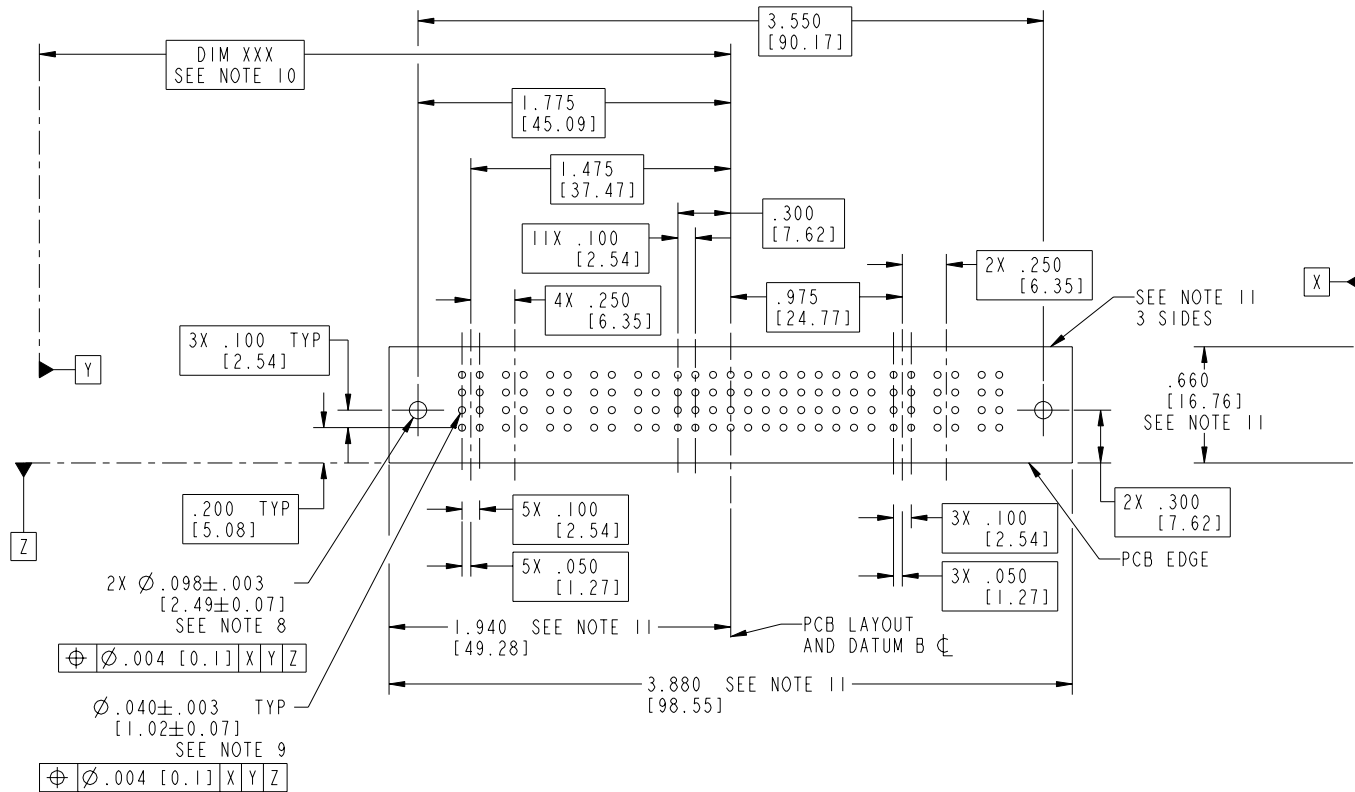 3.550
[90.17]
DIM XXX
SEE NOTE 10
1.775
[45.09]
1.475
[37.47]
.300
[7.62]
11X .100
[2.54]
2X .250
[6.35]
X
4X .250
[6.35]
.975
[24.77]
SEE NOTE 11
3 SIDES
3X .100 TYP
[2.54]
Y
.660
[16.76]
SEE NOTE 11
.200 TYP
[5.08]
Z
5X .100
[2.54]
3X .100
[2.54]
2X .300
[7.62]
PCB EDGE
2X Ø.098±.003
[2.49±0.07]
SEE NOTE 8
5X .050
[1.27]
3X .050
[1.27]
⌖ Ø.004 [0.1] X Y Z
1.940 SEE NOTE 11
[49.28]
PCB LAYOUT
AND DATUM B ℄
Ø.040±.003 TYP
[1.02±0.07]
SEE NOTE 9
3.880 SEE NOTE 11
[98.55]
⌖ Ø.004 [0.1] X Y Z